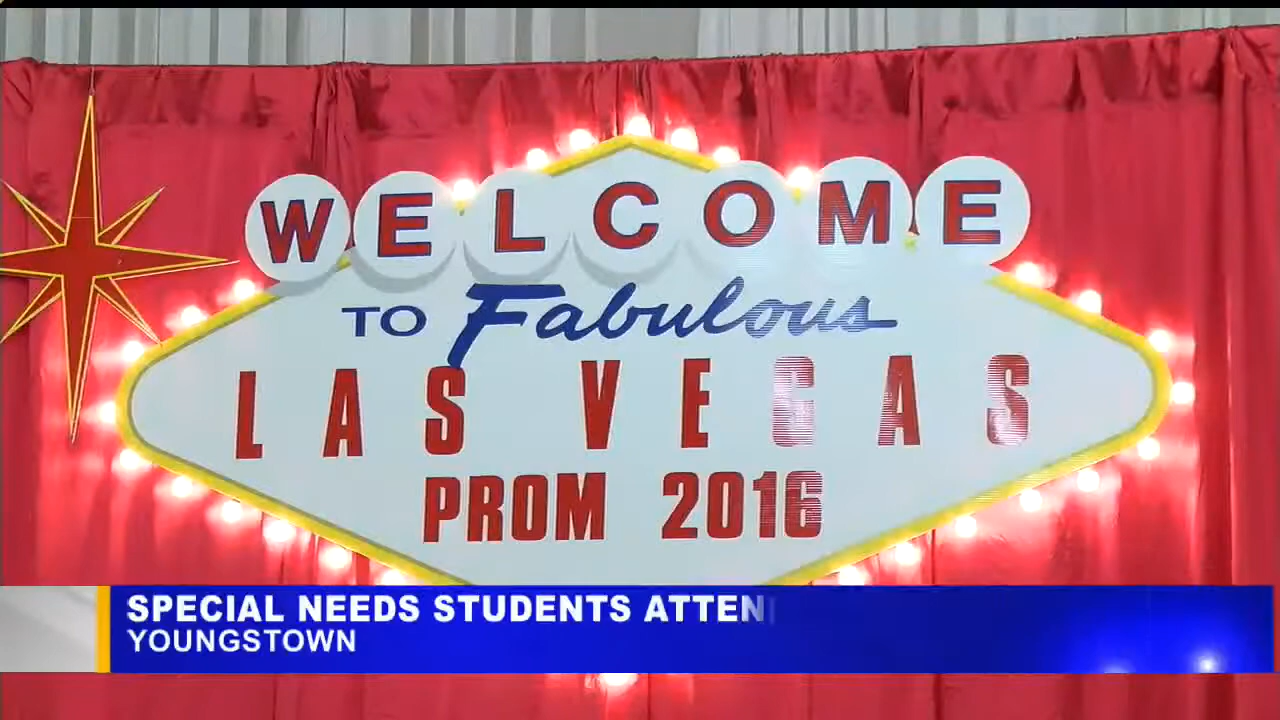 WELCOME
TO Fabulous
LAS VEGAS
PROM 2016
SPECIAL NEEDS STUDENTS
YOUNGSTOWN